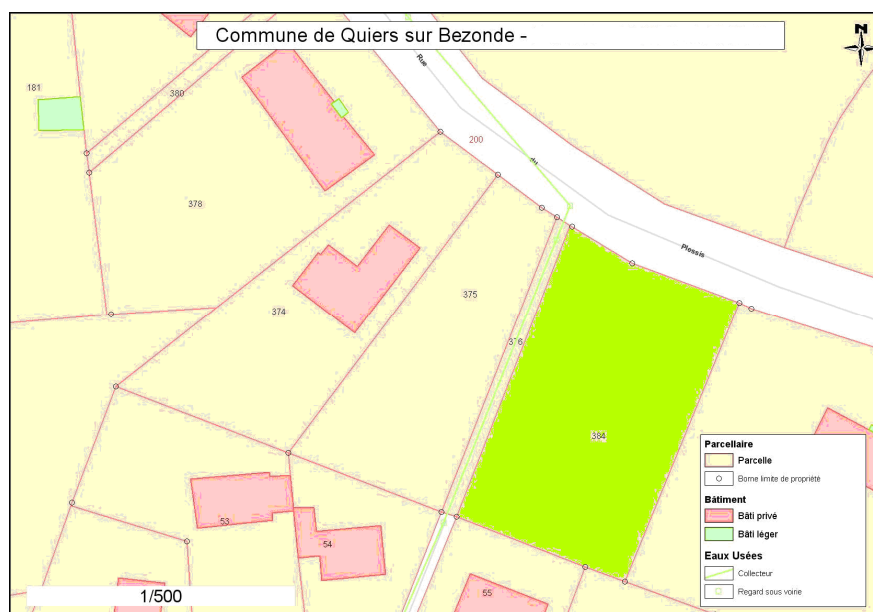 Commune de Quiers sur Bezonde -
N
Rue
181
380
200
du
378
Plessis
375
374
384
53
54
55
Parcellaire
Parcelle
Borne limite de propriété
Bâtiment
Bâti privé
Bâti léger
Eaux Usées
Collecteur
Regard sous voirie
1/500